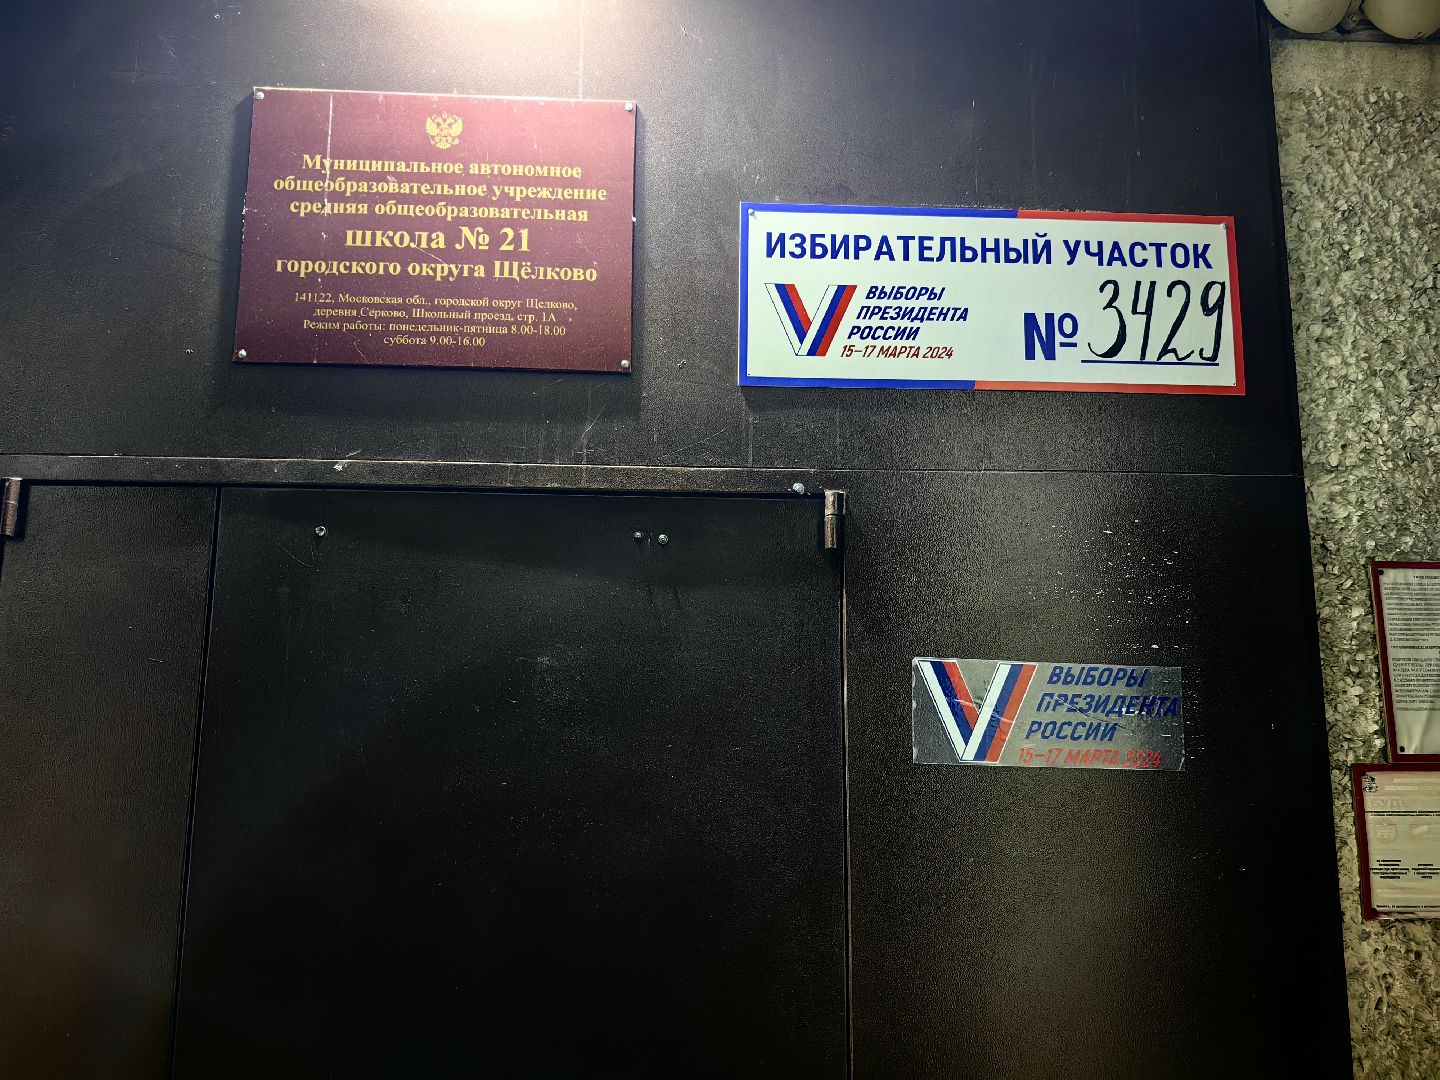 Муниципальное автономное
общеобразовательное учреждение
средняя общеобразовательная
школа № 21
городского округа Щёлково
141122, Московская обл., городской округ Щелково,
деревня Серково, Школьный проезд, стр. 1А
Режим работы: понедельник-пятница 8.00-18.00
суббота 9.00-16.00
ИЗБИРАТЕЛЬНЫЙ УЧАСТОК
ВЫБОРЫ
ПРЕЗИДЕНТА
РОССИИ
15–17 МАРТА 2024
№ 3429
ВЫБОРЫ
ПРЕЗИДЕНТА
РОССИИ
15–17 МАРТА 2024